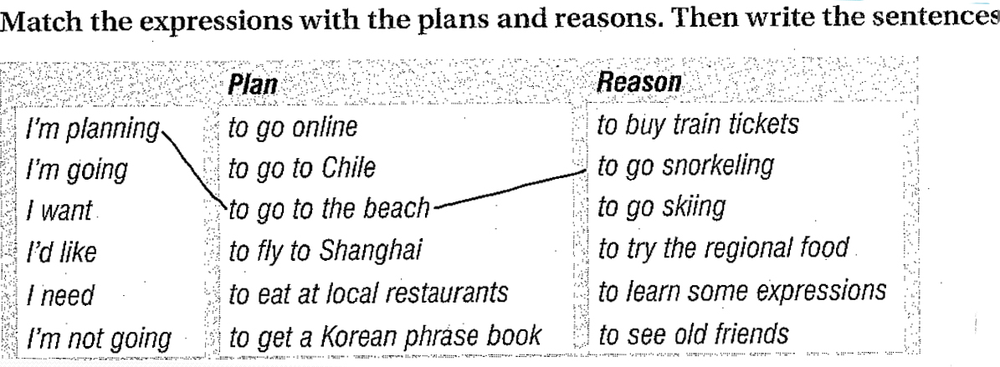 Match the expressions with the plans and reasons. Then write the sentences
Plan Reason
I'm planning to go online to buy train tickets
I'm going to go to Chile to go snorkeling
I want to go to the beach to go skiing
I'd like to fly to Shanghai to try the regional food
I need to eat at local restaurants to learn some expressions
I'm not going to get a Korean phrase book to see old friends